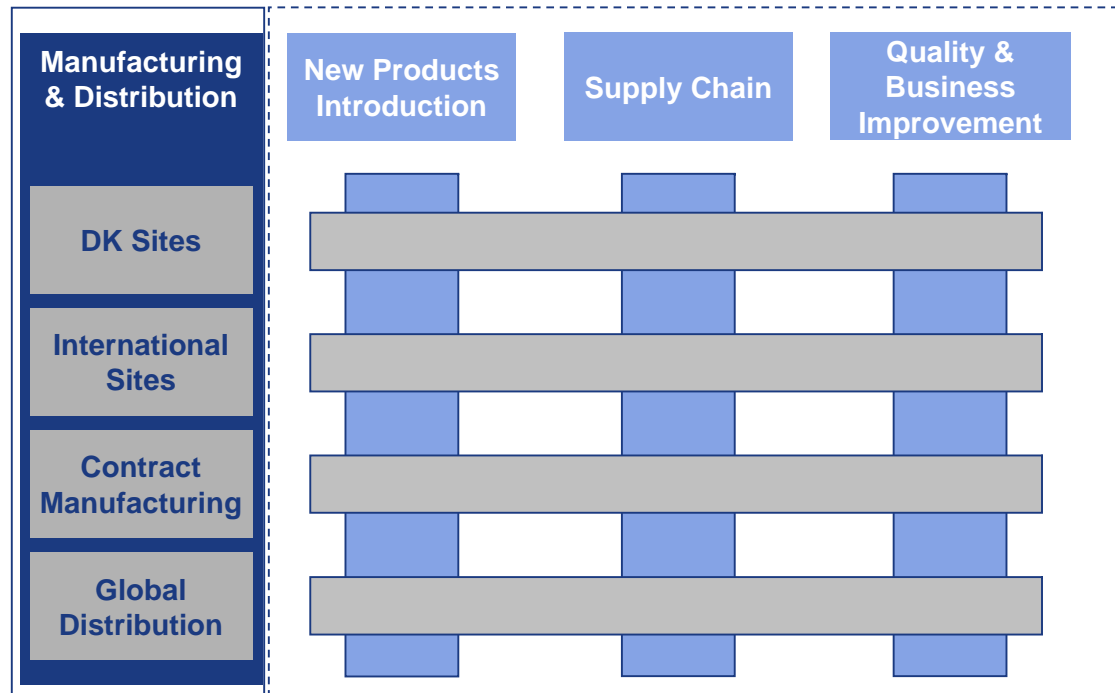 Manufacturing
& Distribution
New Products
Introduction
Supply Chain
Quality &
Business
Improvement
DK Sites
International
Sites
Contract
Manufacturing
Global
Distribution